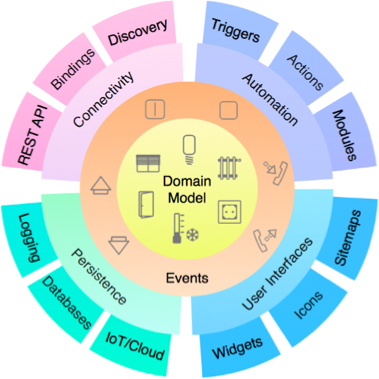 Discovery
Bindings
REST API
Connectivity
Triggers
Actions
Modules
Automation
Domain
Model
Events
Logging
Databases
IoT/Cloud
Persistence
Sitemaps
Icons
Widgets
User Interfaces